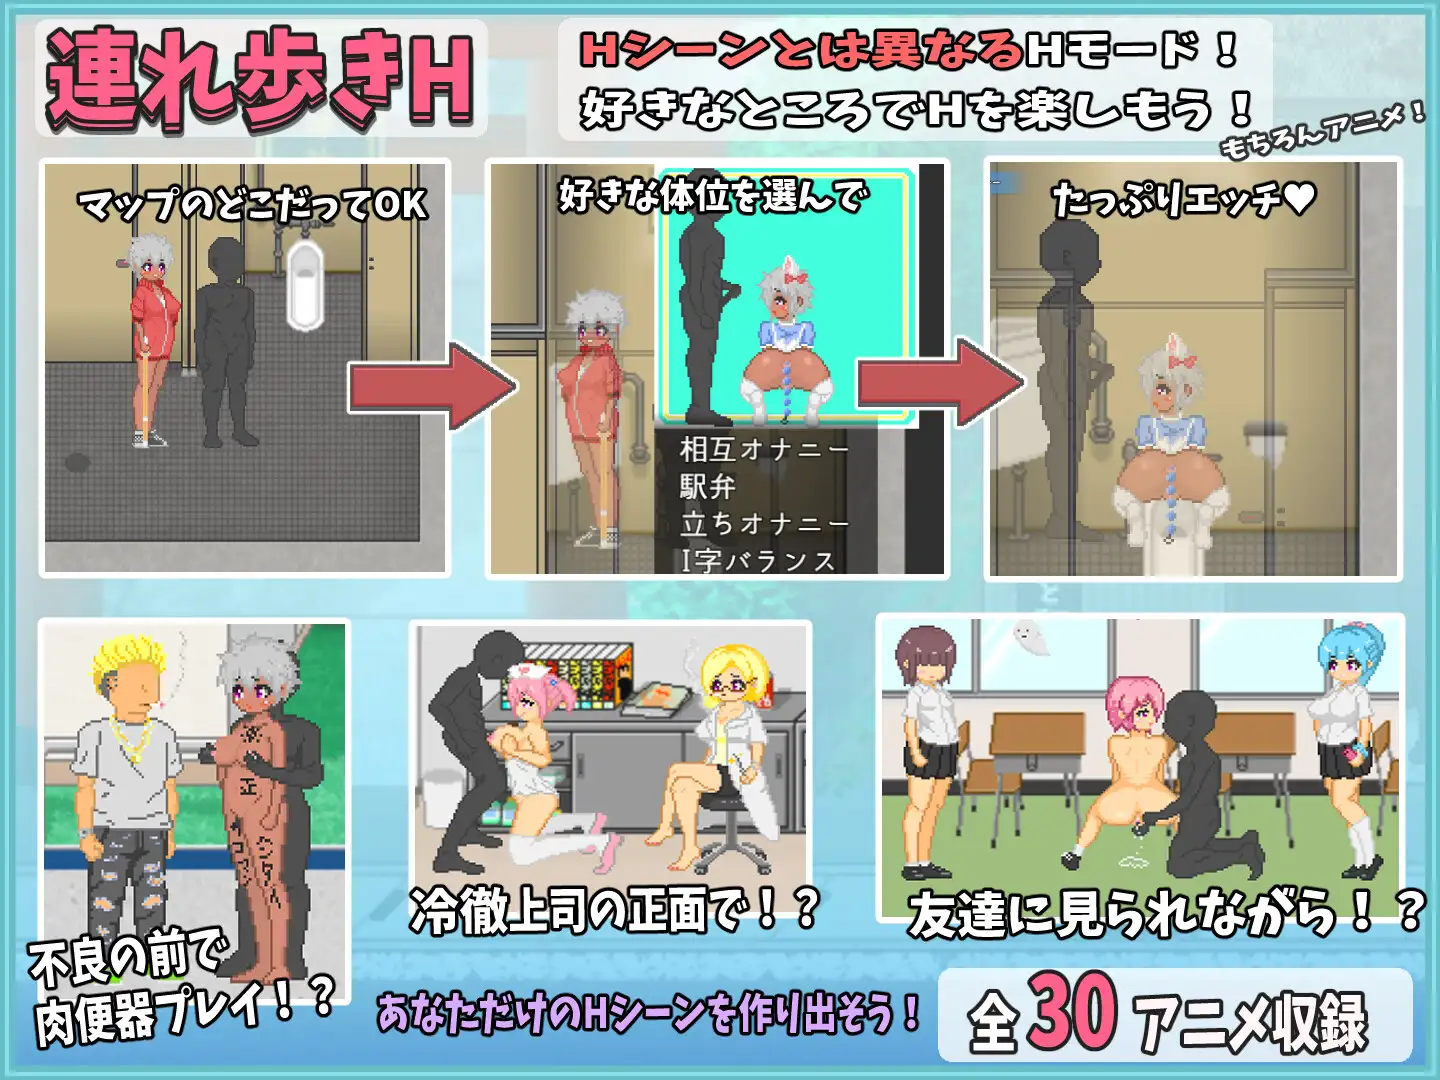 連れ歩きH
Hシーンとは異なるHモード！
好きなところでHを楽しもう！
もちろんアニメ！
マップのどこだってOK
好きな体位を選んで
たっぷりエッチ♥
相互オナニー
駅弁
立ちオナニー
I字バランス
不良の前で
肉便器プレイ！？
冷徹上司の正面で！？
友達に見られながら！？
あなただけのHシーンを作り出そう！
全30アニメ収録